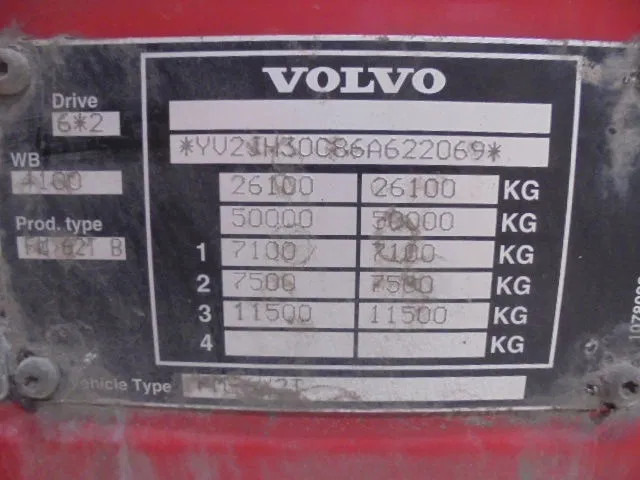 VOLVO
Drive
6*2
*YV2JH30C86A622069*
WB
4100
26100 26100 KG
50000 50000 KG
Prod. type
62T B
1 7100 7100 KG
2 7500 7500 KG
3 11500 11500 KG
4 KG
Vehicle Type